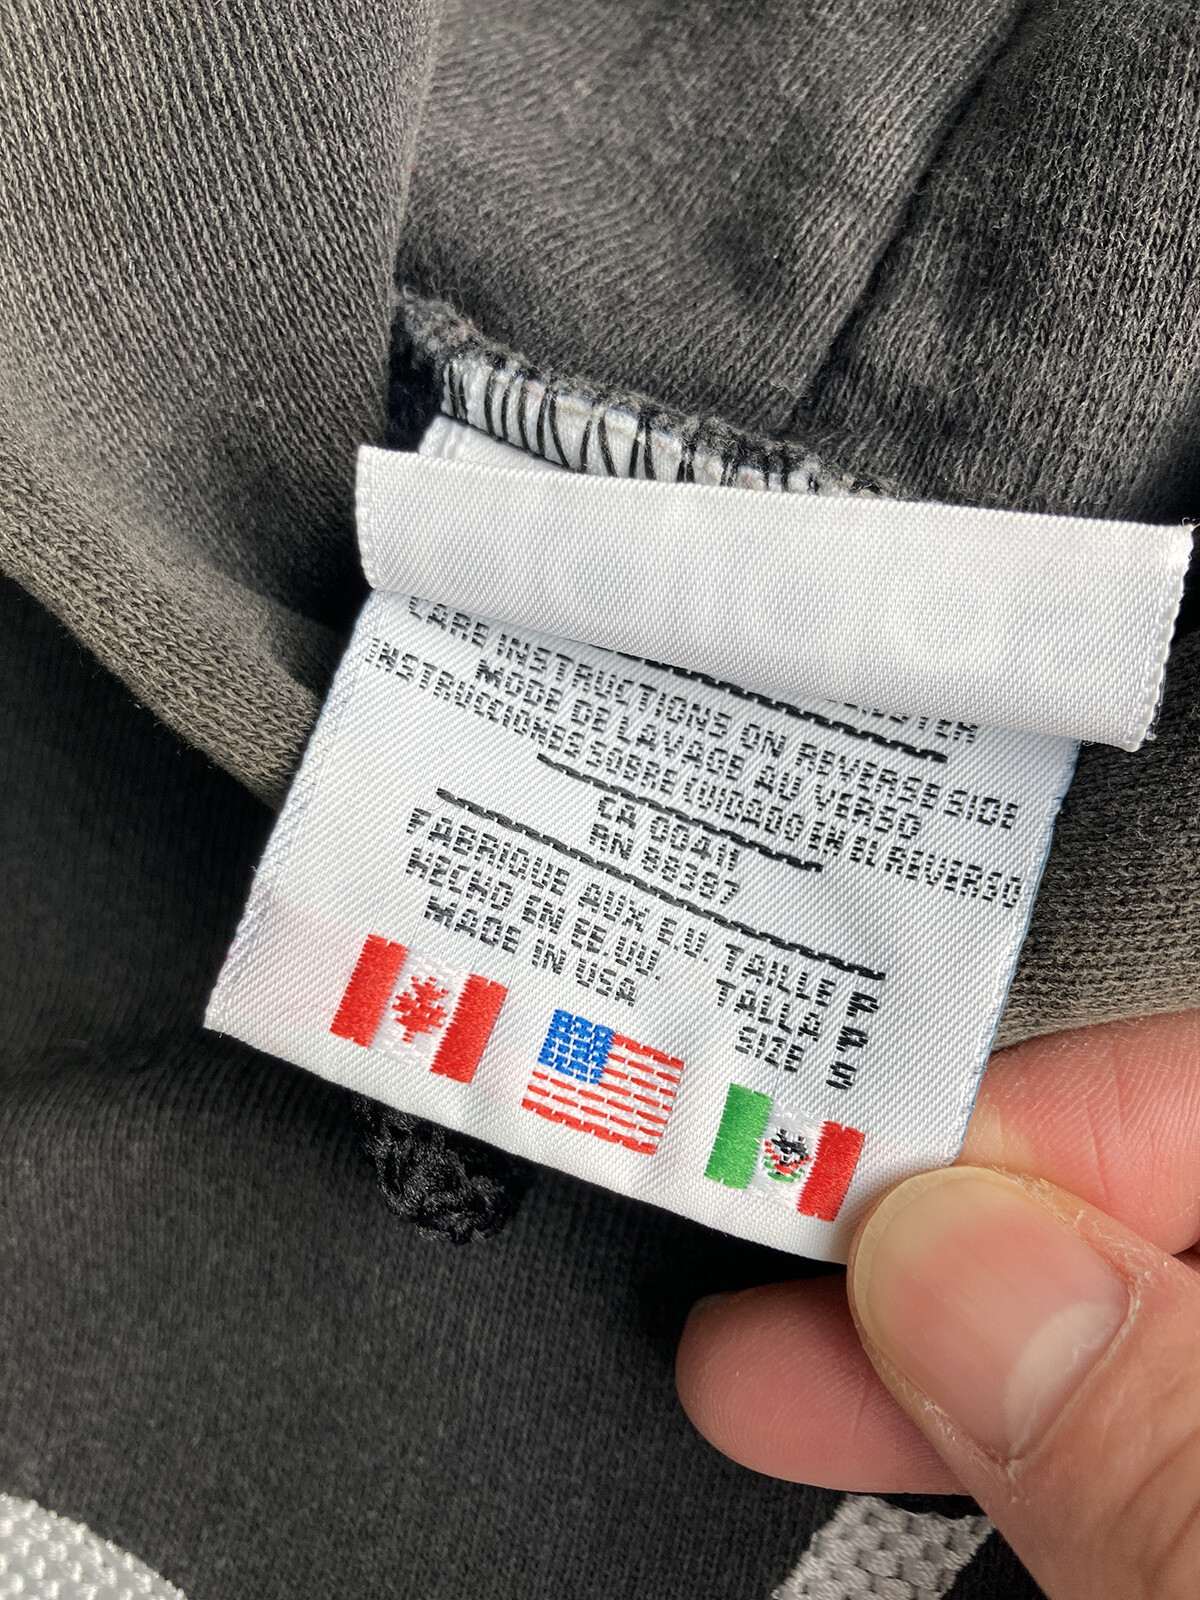 CARE INSTRUCTIONS ON REVERSE SIDE
MODE DE LAVAGE AU VERSO
INSTRUCCIONES SOBRE CUIDADO EN EL REVERSO
CA 00411
RN 38387
FABRIQUE AUX E.U. TAILLE P
HECHO EN EE.UU. TALLA P
MADE IN USA SIZE S